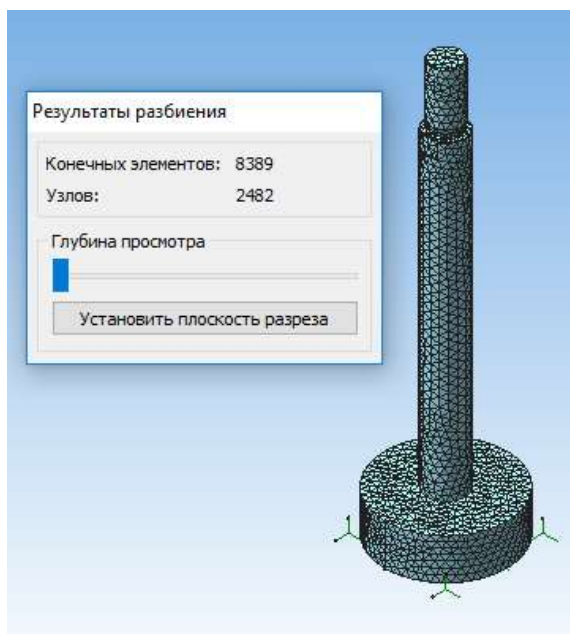 Результаты разбиения
Конечных элементов: 8389
Узлов: 2482
Глубина просмотра
Установить плоскость разреза